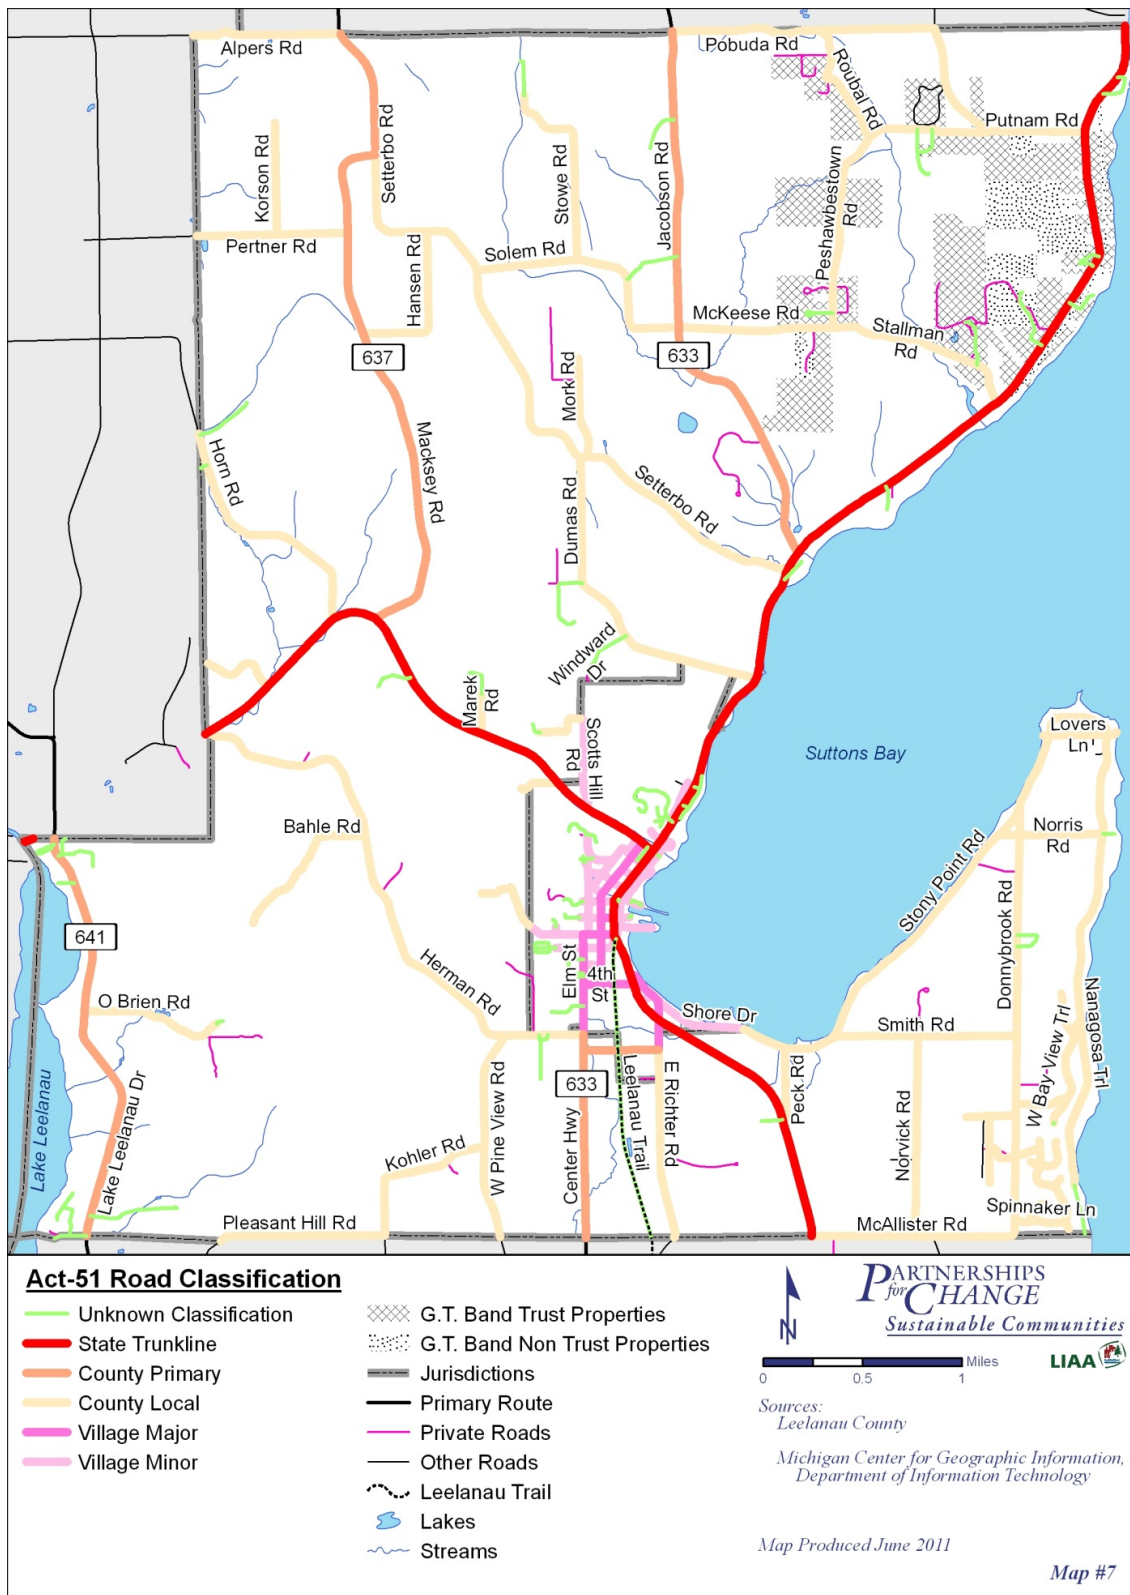 Alpers Rd
Pobuda Rd
Roubal Rd
Putnam Rd
Setterbo Rd
Korson Rd
Stowe Rd
Jacobson Rd
Peshawbestown
Rd
Pertner Rd
Hansen Rd
Solem Rd
McKeese Rd
Stallman
Rd
637
633
Mork Rd
Macksey Rd
Horn Rd
Setterbo Rd
Dumas Rd
Windward
Dr
Marek
Rd
Scotts Hill
Rd
Suttons Bay
Lovers
Ln
Bahle Rd
Norris
Rd
Stony Point Rd
641
Donnybrook Rd
Herman Rd
Elm St
4th
St
O Brien Rd
Shore Dr
Smith Rd
Nanagosa Trl
W Bay-View Trl
Lake Leelanau
Lake Leelanau Dr
W Pine View Rd
633
Center Hwy
Leelanau Trail
E Richter Rd
Peck Rd
Norvick Rd
Kohler Rd
Pleasant Hill Rd
McAllister Rd
Spinnaker Ln
Act-51 Road Classification
Unknown Classification
State Trunkline
County Primary
County Local
Village Major
Village Minor
G.T. Band Trust Properties
G.T. Band Non Trust Properties
Jurisdictions
Primary Route
Private Roads
Other Roads
Leelanau Trail
Lakes
Streams
N
PARTNERSHIPS
for CHANGE
Sustainable Communities
LIAA
0 0.5 1 Miles
Sources:
Leelanau County
Michigan Center for Geographic Information,
Department of Information Technology
Map Produced June 2011
Map #7